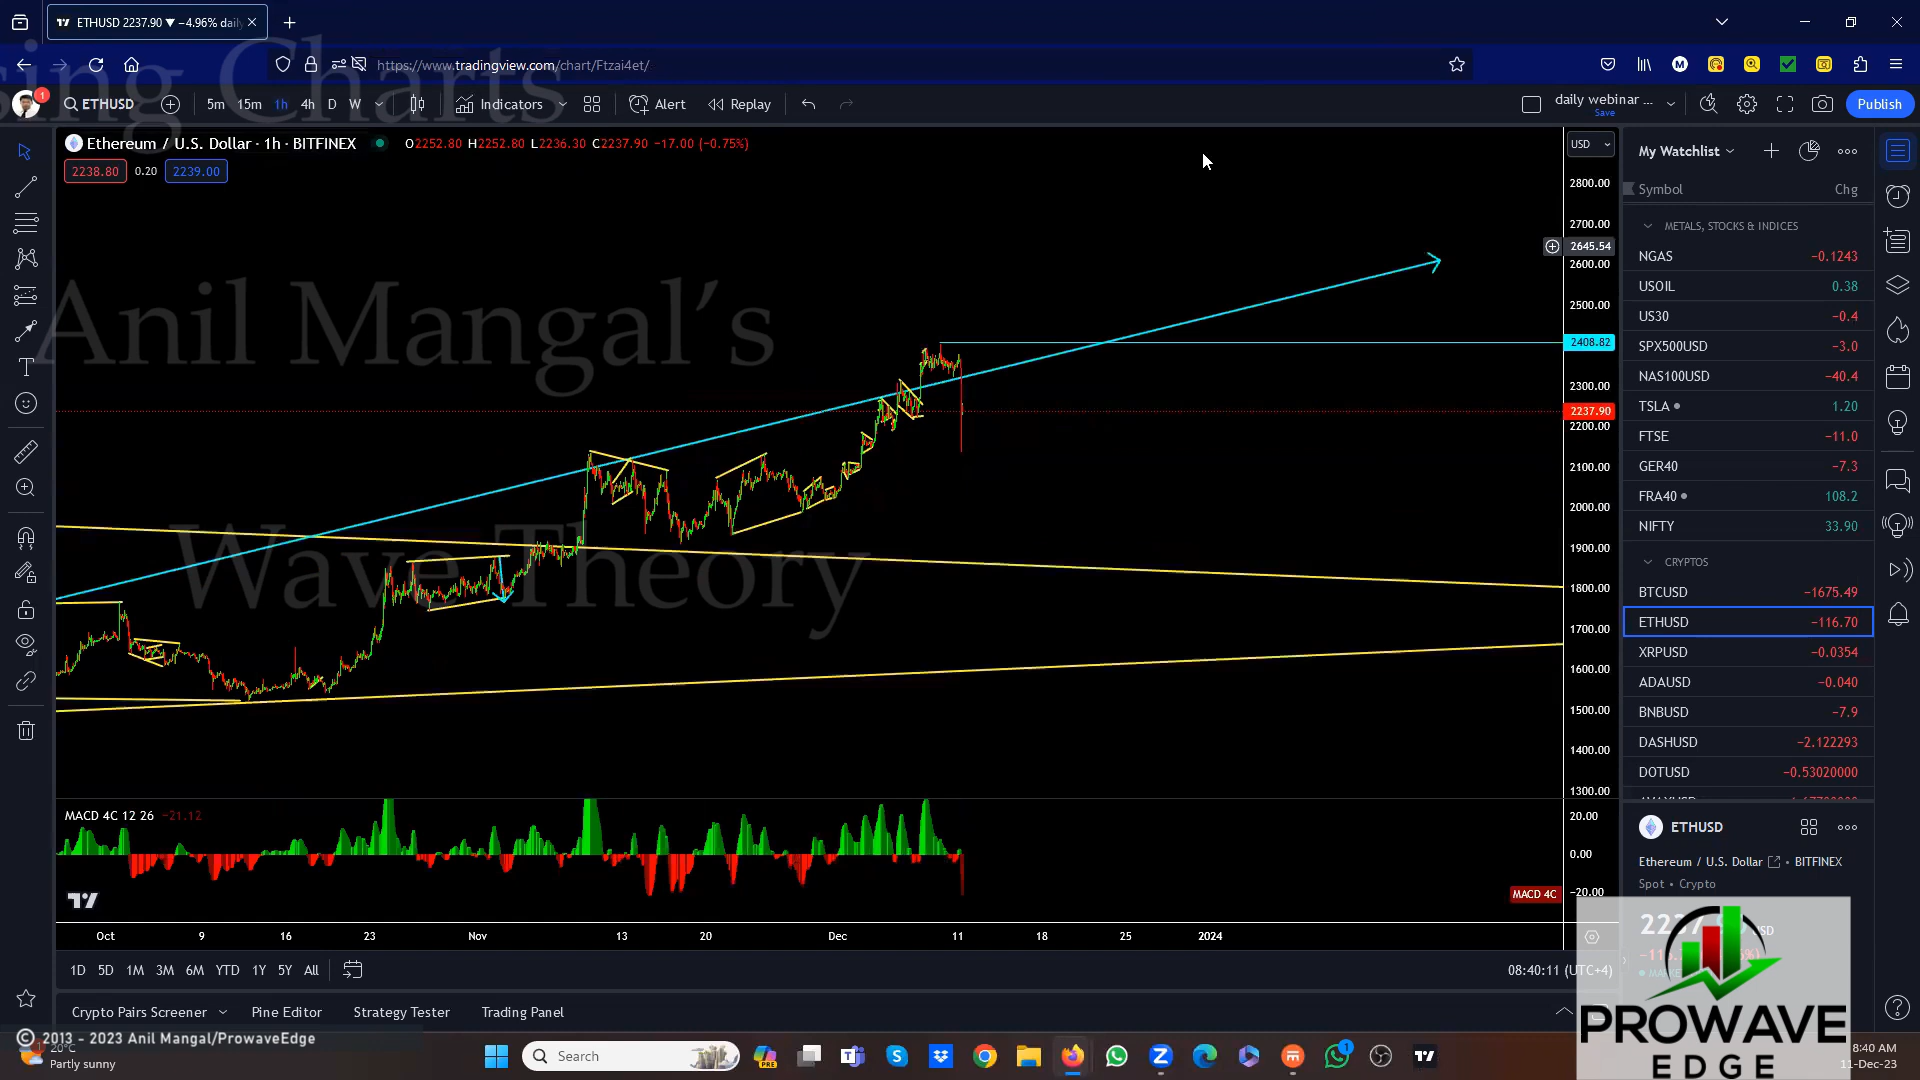 ETHUSD 2237.90 ▼ −4.96% daily
https://www.tradingview.com/chart/Ftzai4et/
sing Charts
1
ETHUSD
5m 15m 1h 4h D W
Indicators
Alert
Replay
daily webinar ...
Save
Publish
Ethereum / U.S. Dollar · 1h · BITFINEX
O2252.80 H2252.80 L2236.30 C2237.90 −17.00 (−0.75%)
2238.80 0.20 2239.00
USD
2800.00
2700.00
2645.54
2600.00
2500.00
2408.82
2300.00
2237.90
2200.00
2100.00
2000.00
1900.00
1800.00
1700.00
1600.00
1500.00
1400.00
1300.00
Anil Mangal's
Wave Theory
MACD 4C 12 26 −21.12
20.00
0.00
−20.00
MACD 4C
Oct 9 16 23 Nov 13 20 Dec 11 18 25 2024
1D 5D 1M 3M 6M YTD 1Y 5Y All
08:40:11 (UTC+4)
Crypto Pairs Screener
Pine Editor
Strategy Tester
Trading Panel
My Watchlist
Symbol Chg
METALS, STOCKS & INDICES
NGAS −0.1243
USOIL 0.38
US30 −0.4
SPX500USD −3.0
NAS100USD −40.4
TSLA 1.20
FTSE −11.0
GER40 −7.3
FRA40 108.2
NIFTY 33.90
CRYPTOS
BTCUSD −1675.49
ETHUSD −116.70
XRPUSD −0.0354
ADAUSD −0.040
BNBUSD −7.9
DASHUSD −2.122293
DOTUSD −0.53020000
ETHUSD
Ethereum / U.S. Dollar • BITFINEX
Spot • Crypto
PROWAVE
EDGE
© 2013 - 2023 Anil Mangal/ProwaveEdge
20°C
Partly sunny
Search
PRE
1
8:40 AM
11-Dec-23